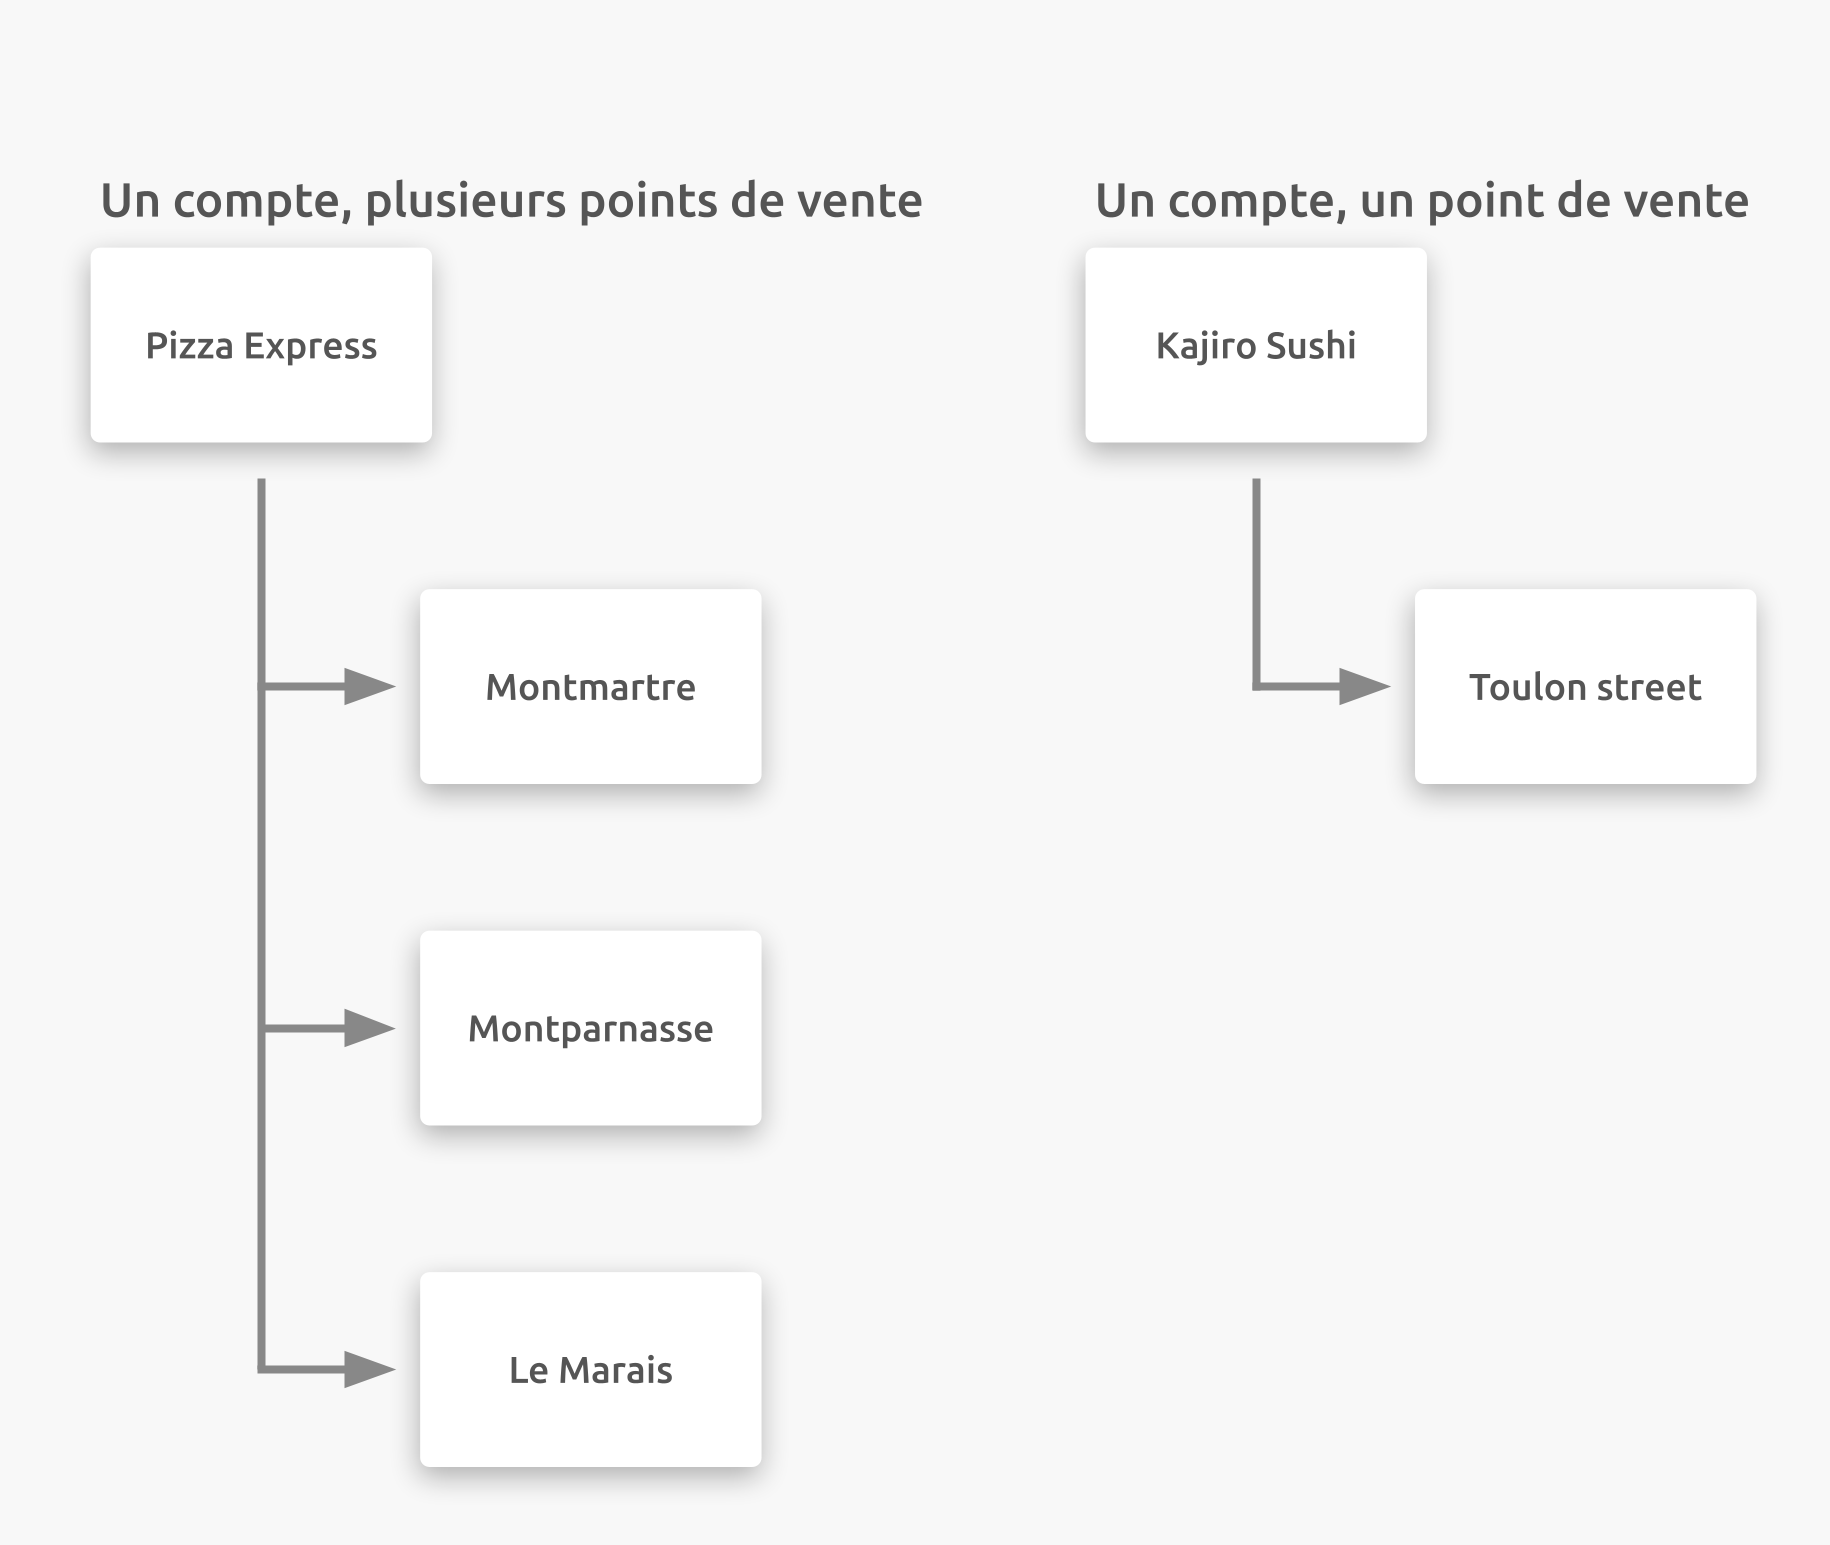 Un compte, plusieurs points de vente
Pizza Express
Montmartre
Montparnasse
Le Marais
Un compte, un point de vente
Kajiro Sushi
Toulon street